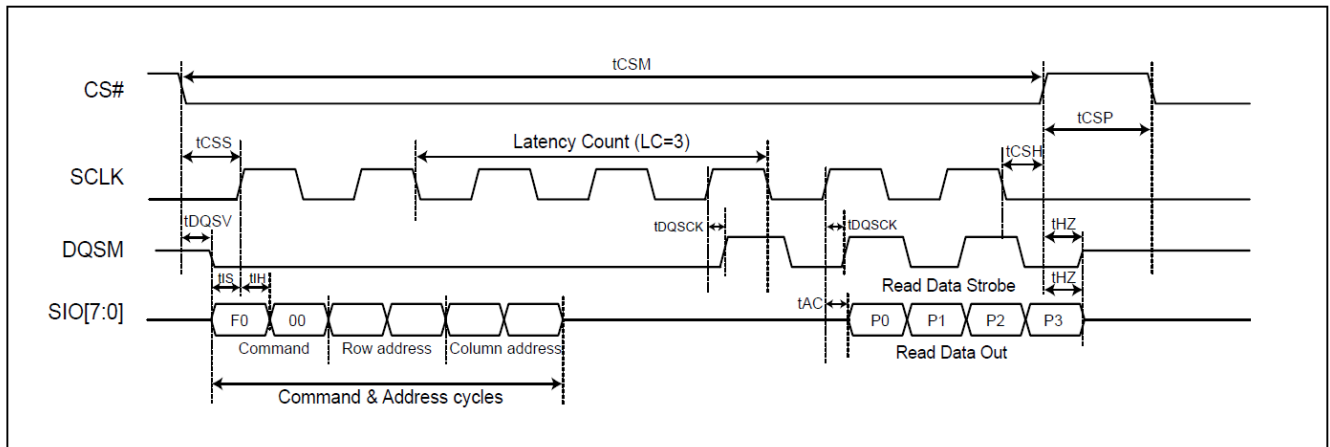 tCSM
CS#
tCSP
tCSS
Latency Count (LC=3)
tCSH
SCLK
tDQSV
tDQSCK
tDQSCK
tHZ
DQSM
tIS
tIH
Read Data Strobe
tHZ
tAC
SIO[7:0]
F0
00
P0
P1
P2
P3
Command
Row address
Column address
Read Data Out
Command & Address cycles